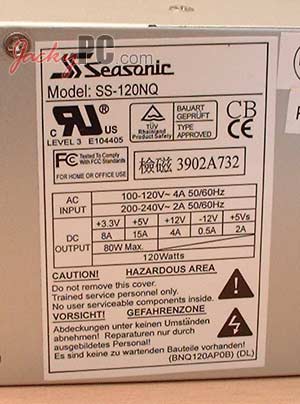 JackyPC.com
Seasonic
Model: SS-120NQ
c UL us
LEVEL 3 E104405
TÜV
Rheinland
Product Safety
BAUART
GEPRÜFT
TYPE
APPROVED
CB
CE
FC Tested To Comply
With FCC Standards
FOR HOME OR OFFICE USE
檢磁 3902A732
AC
INPUT
100-120V~ 4A 50/60Hz
200-240V~ 2A 50/60Hz
DC
OUTPUT
+3.3V +5V +12V -12V +5Vs
8A 15A 4A 0.5A 2A
80W Max.
120Watts
CAUTION! HAZARDOUS AREA
Do not remove this cover.
Trained service personnel only.
No user serviceable components inside.
VORSICHT! GEFAHRENZONE
Abdeckungen unter keinen Umständen
abnehmen! Reparaturen nur durch
ausgebildetes Servicepersonal.
Es sind keine zu wartenden Bauteile vorhanden!
(BNQ120AP0B) (DL)